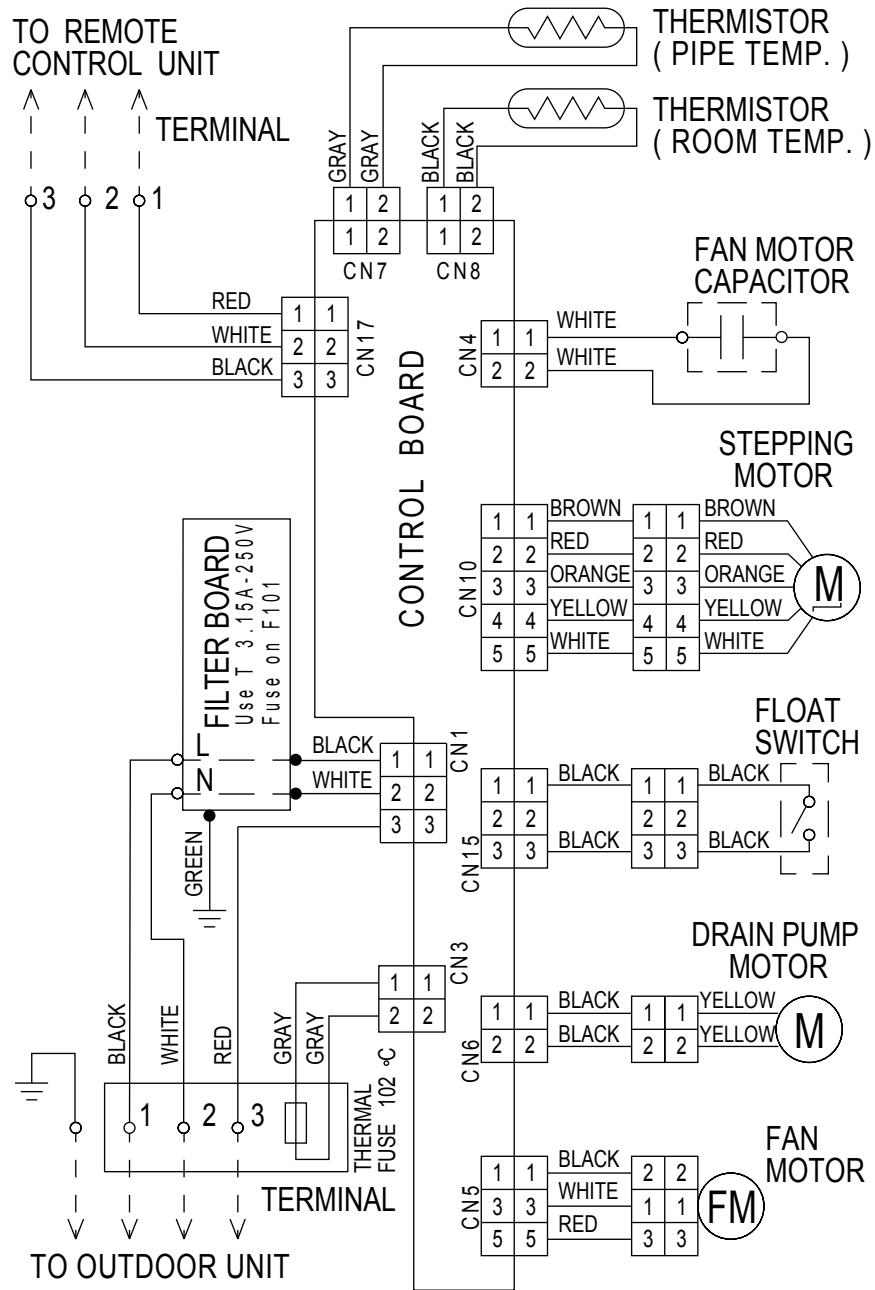 TO REMOTE
CONTROL UNIT
TERMINAL
3 2 1
THERMISTOR
( PIPE TEMP. )
THERMISTOR
( ROOM TEMP. )
GRAY
GRAY
BLACK
BLACK
1 2
1 2
CN7
1 2
1 2
CN8
RED
WHITE
BLACK
1 1
2 2
3 3
CN17
CONTROL BOARD
FAN MOTOR
CAPACITOR
CN4
1 1
2 2
WHITE
WHITE
STEPPING
MOTOR
CN10
1 1
2 2
3 3
4 4
5 5
BROWN
RED
ORANGE
YELLOW
WHITE
1 1
2 2
3 3
4 4
5 5
BROWN
RED
ORANGE
YELLOW
WHITE
M
FILTER BOARD
Use T 3.15A-250V
Fuse on F101
L
N
BLACK
WHITE
1 1
2 2
3 3
CN1
GREEN
FLOAT
SWITCH
CN15
1 1
2 2
3 3
BLACK
BLACK
1 1
2 2
3 3
BLACK
BLACK
CN3
1 1
2 2
DRAIN PUMP
MOTOR
CN6
1 1
2 2
BLACK
BLACK
1 1
2 2
YELLOW
YELLOW
M
BLACK
WHITE
RED
GRAY
GRAY
1 2 3
THERMAL
FUSE 102 °C
TERMINAL
TO OUTDOOR UNIT
FAN
MOTOR
CN5
1 1
3 3
5 5
BLACK
WHITE
RED
2 2
1 1
3 3
FM